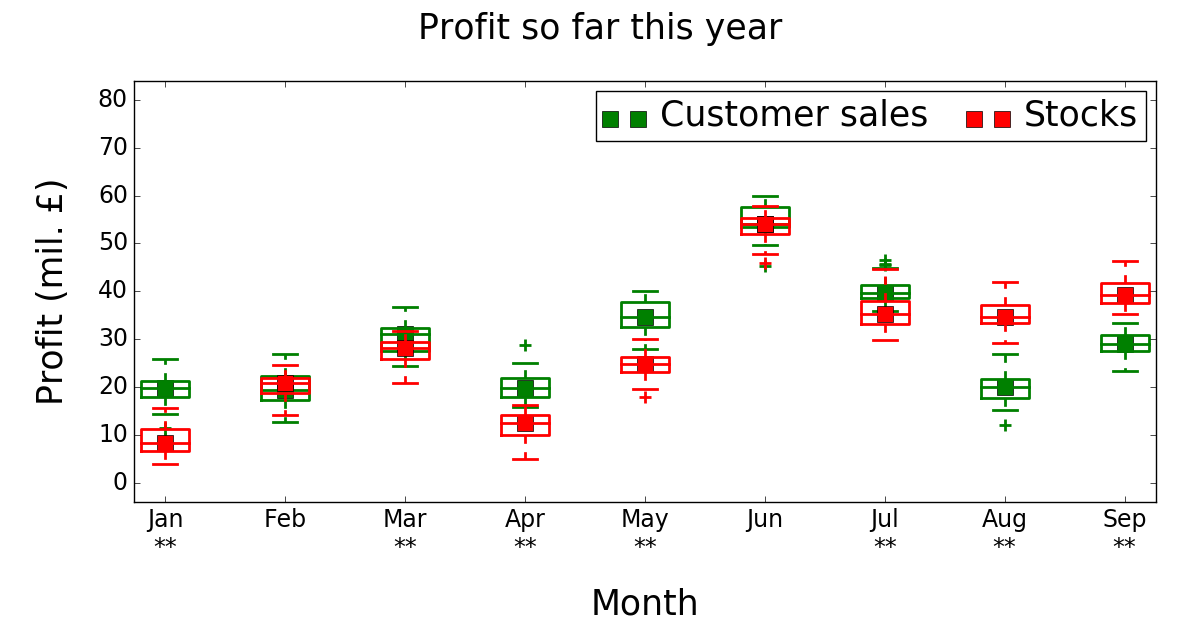 Profit so far this year
Customer sales Stocks
Profit (mil. £)
80
70
60
50
40
30
20
10
0
Jan Feb Mar Apr May Jun Jul Aug Sep
** ** ** ** ** ** **
Month